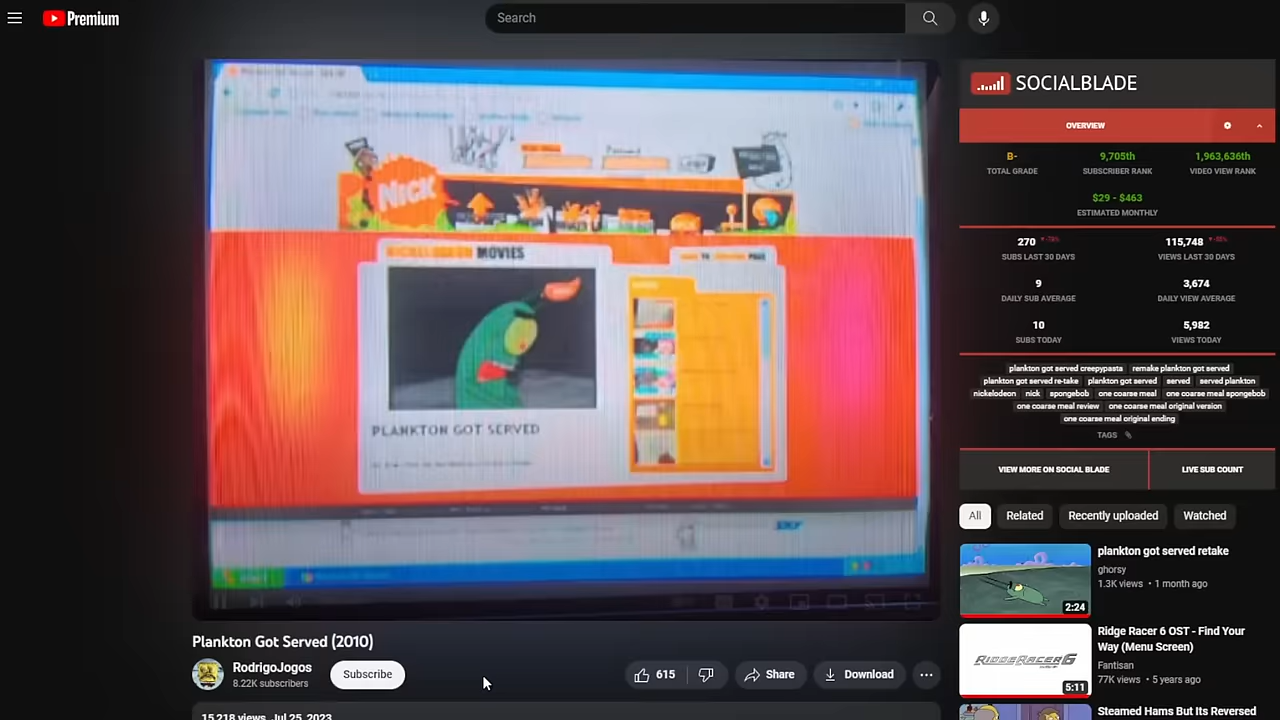 Premium
Search
SOCIALBLADE
OVERVIEW
B-
9,705th
1,963,636th
TOTAL GRADE
SUBSCRIBER RANK
VIDEO VIEW RANK
$29 - $463
ESTIMATED MONTHLY
270
115,748
SUBS LAST 30 DAYS
VIEWS LAST 30 DAYS
9
3,674
DAILY SUB AVERAGE
DAILY VIEW AVERAGE
10
5,982
SUBS TODAY
VIEWS TODAY
plankton got served creepypasta remake plankton got served
plankton got served re-take plankton got served served served plankton
nickelodeon nick spongebob one coarse meal one coarse meal spongebob
one coarse meal review one coarse meal original version
one coarse meal original ending
TAGS
VIEW MORE ON SOCIAL BLADE
LIVE SUB COUNT
All
Related
Recently uploaded
Watched
NICK
NICKELODEON MOVIES
PLANKTON GOT SERVED
Plankton Got Served (2010)
RodrigoJogos
8.22K subscribers
Subscribe
615
Share
Download
15,218 views Jul 25, 2023
plankton got served retake
ghorsy
1.3K views • 1 month ago
2:24
Ridge Racer 6 OST - Find Your
Way (Menu Screen)
Fantisan
77K views • 5 years ago
RIDGE RACER 6
5:11
Steamed Hams But Its Reversed